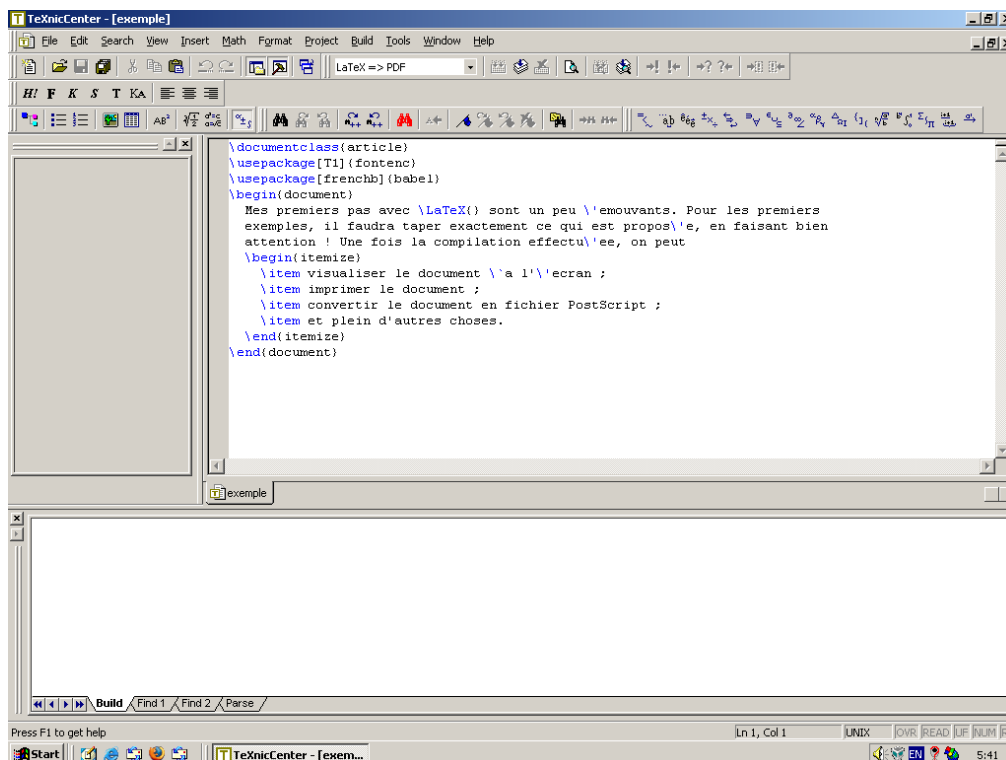 TeXnicCenter - [exemple]
File Edit Search View Insert Math Format Project Build Tools Window Help
LaTeX => PDF
H! F K S T KA
\documentclass{article}
\usepackage[T1]{fontenc}
\usepackage[frenchb]{babel}
\begin{document}
Mes premiers pas avec \LaTeX{} sont un peu \'emouvants. Pour les premiers
exemples, il faudra taper exactement ce qui est propos\'e, en faisant bien
attention ! Une fois la compilation effectu\'ee, on peut
\begin{itemize}
\item visualiser le document \`a l'\'ecran ;
\item imprimer le document ;
\item convertir le document en fichier PostScript ;
\item et plein d'autres choses.
\end{itemize}
\end{document}
exemple
Build Find 1 Find 2 Parse
Press F1 to get help Ln 1, Col 1 UNIX OVR READ UF NUM
Start TeXnicCenter - [exem... EN 5:41